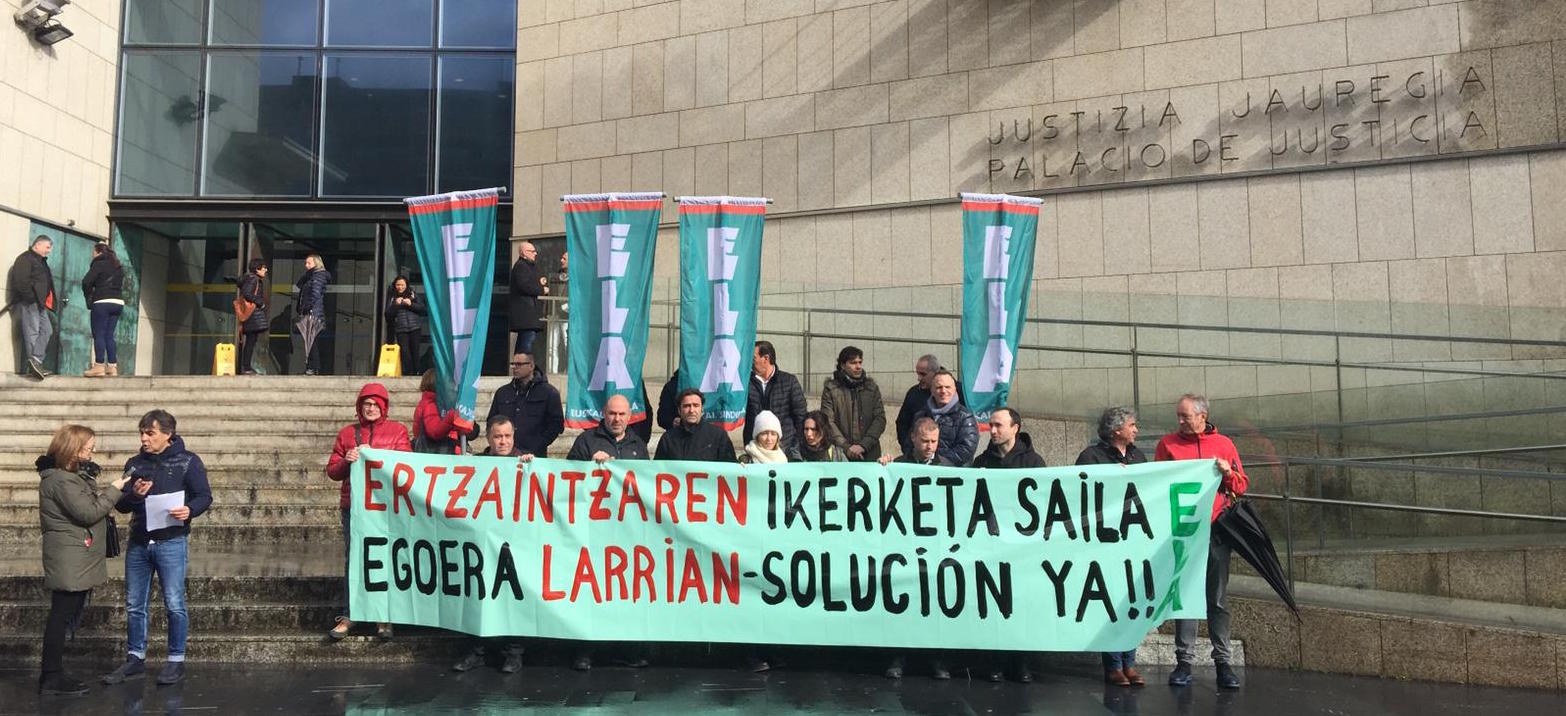 JUSTIZIA JAUREGIA
PALACIO DE JUSTICIA
ELA
ELA
ELA
ELA
ERTZAINTZAREN IKERKETA SAILA
EGOERA LARRIAN-SOLUCIÓN YA!!
ELA